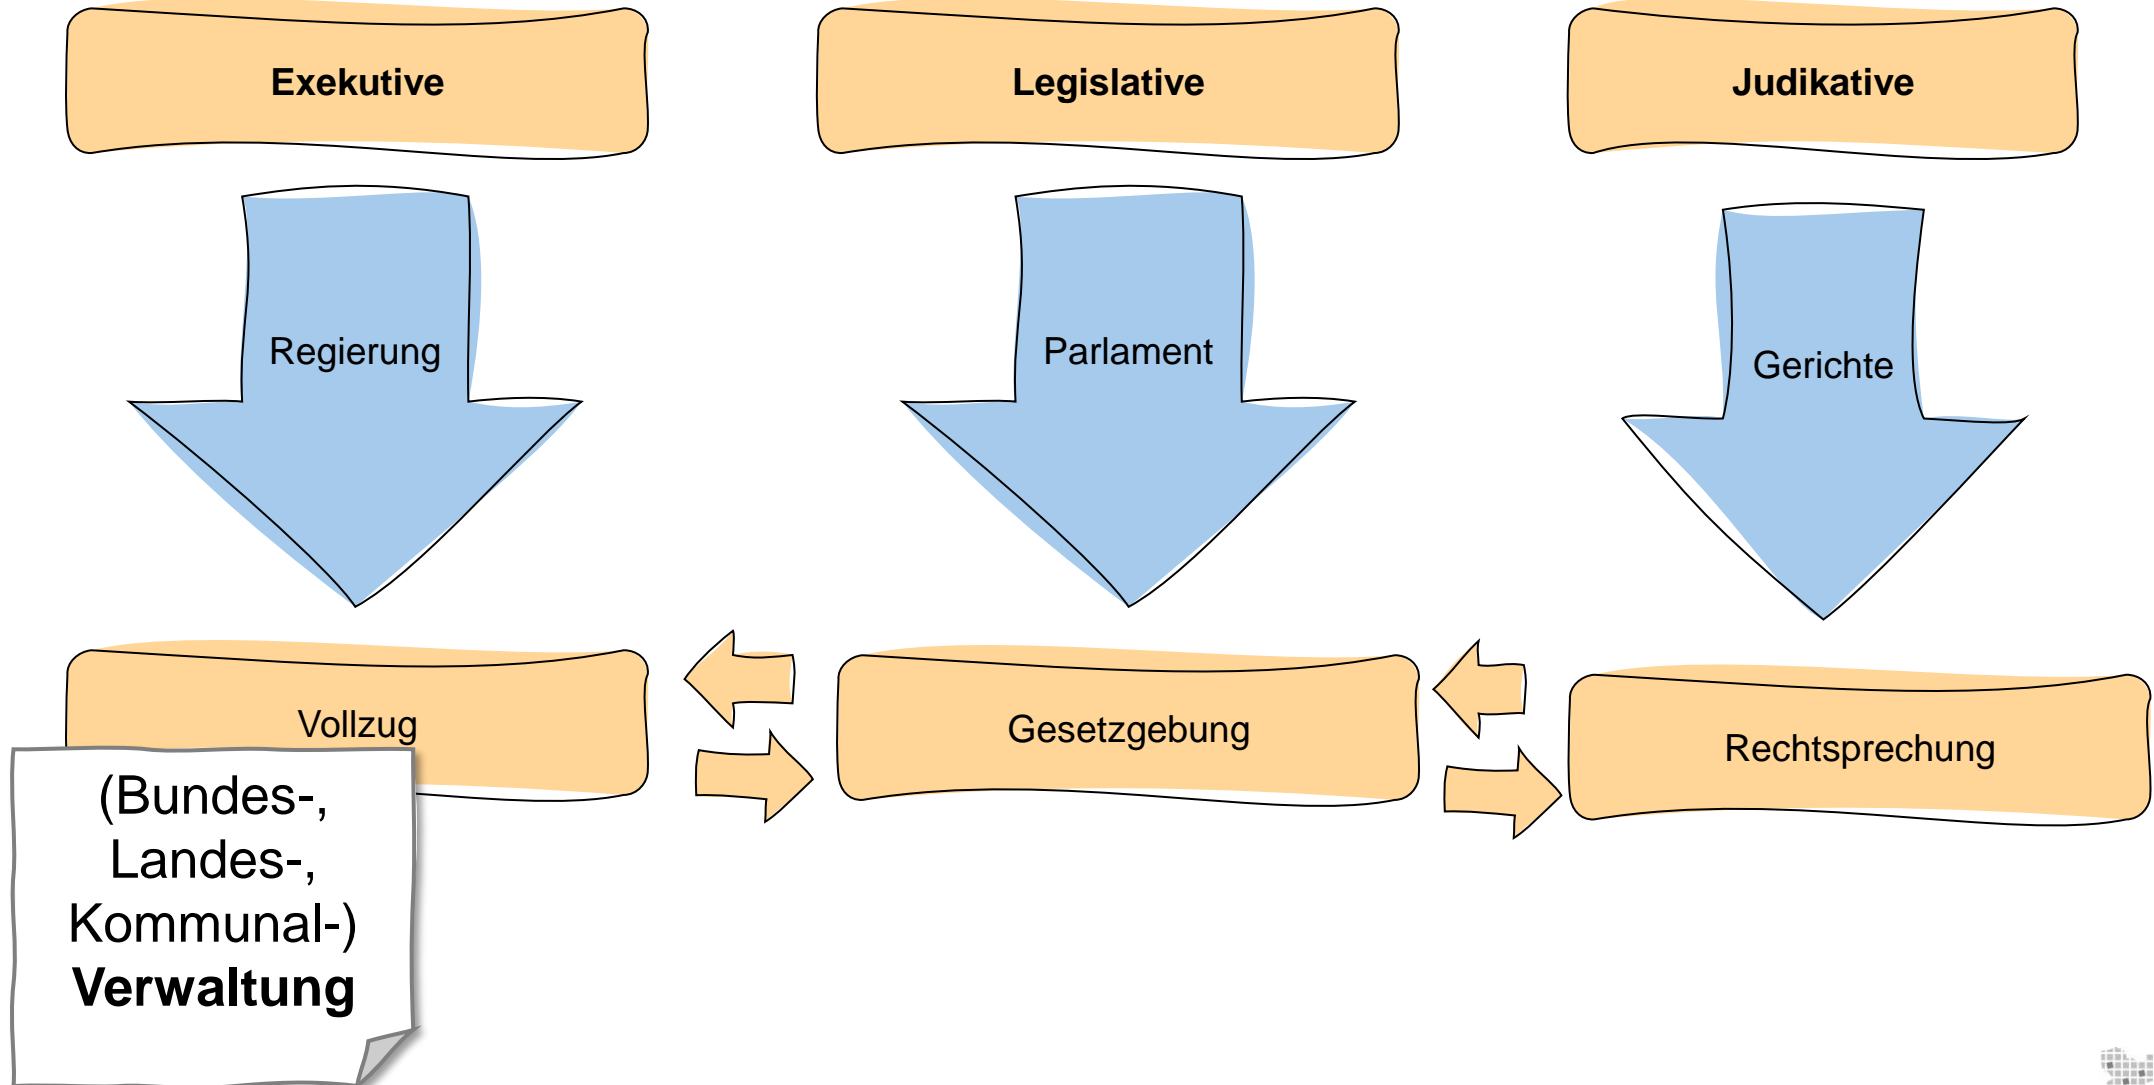 Exekutive
Legislative
Judikative
Regierung
Parlament
Gerichte
Vollzug
Gesetzgebung
Rechtsprechung
(Bundes-,
Landes-,
Kommunal-)
Verwaltung